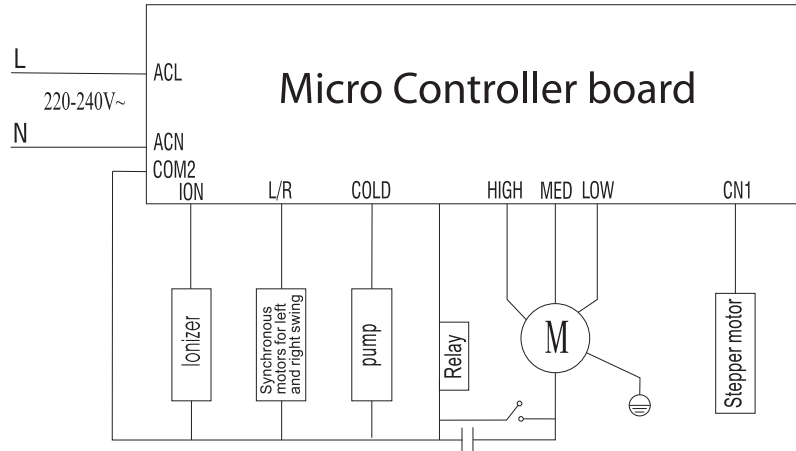 L
ACL
Micro Controller board
220-240V~
N
ACN
COM2
ION
L/R
COLD
HIGH
MED
LOW
CN1
Ionizer
Synchronous
motors for left
and right swing
pump
Relay
M
Stepper motor